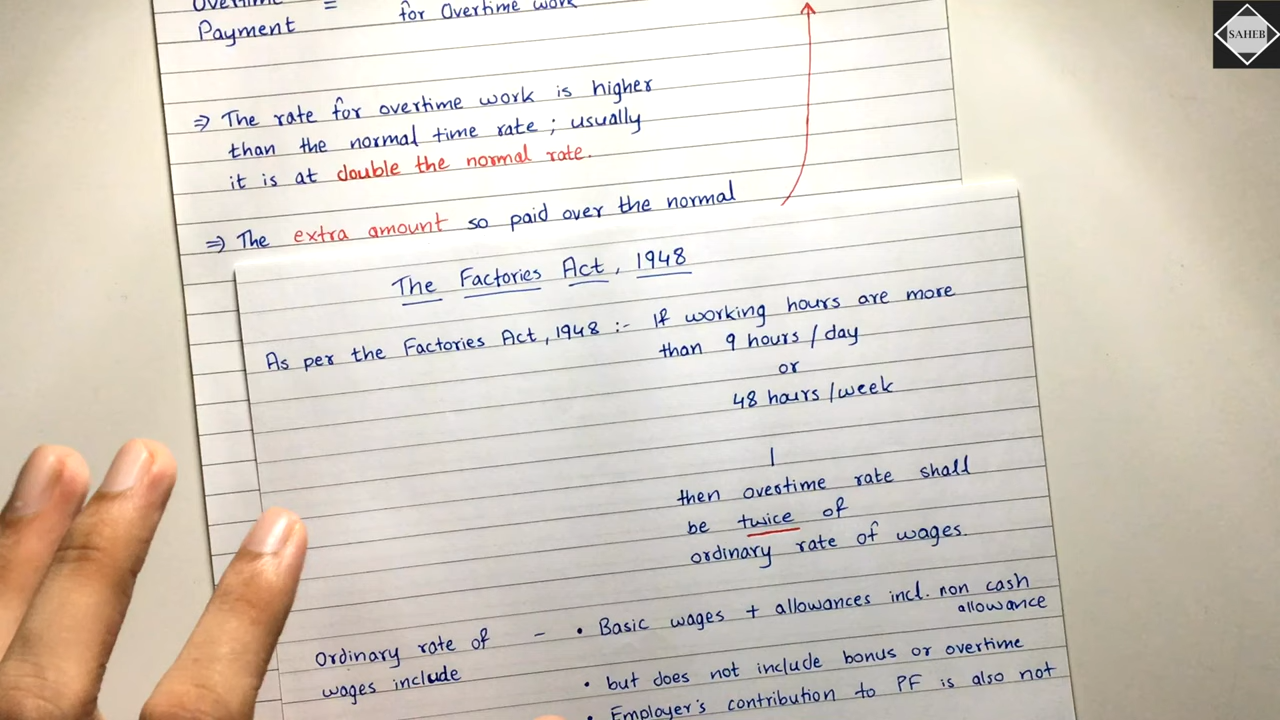 Overtime
Payment = for Overtime work
⇒ The rate for overtime work is higher
than the normal time rate ; usually
it is at double the normal rate.
⇒ The extra amount so paid over the normal
The Factories Act, 1948
As per the Factories Act, 1948 :- If working hours are more
than 9 hours / day
or
48 hours / week
then overtime rate shall
be twice of
ordinary rate of wages.
Ordinary rate of
wages include
- • Basic wages + allowances incl. non cash
allowance
• but does not include bonus or overtime
• Employer's contribution to PF is also not
SAHEB